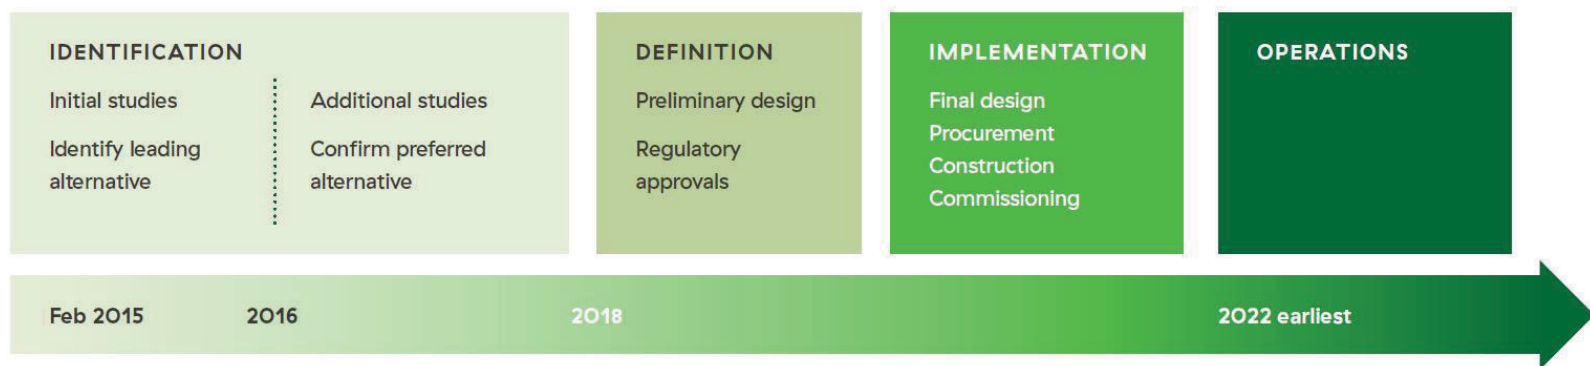 IDENTIFICATION
Initial studies
Identify leading
alternative
Additional studies
Confirm preferred
alternative
DEFINITION
Preliminary design
Regulatory
approvals
IMPLEMENTATION
Final design
Procurement
Construction
Commissioning
OPERATIONS
Feb 2015
2016
2018
2022 earliest